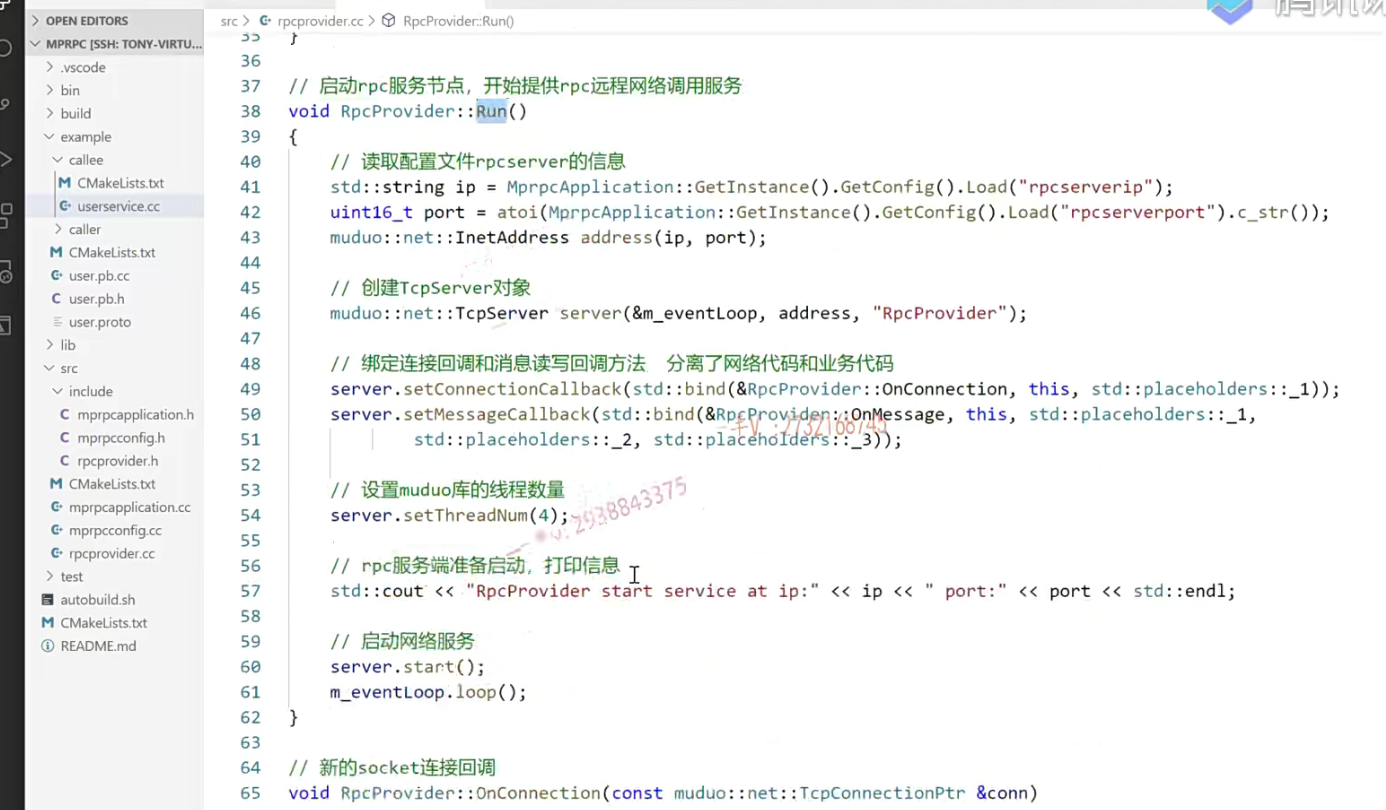 OPEN EDITORS
MPRPC [SSH: TONY-VIRTU...
.vscode
bin
build
example
callee
CMakeLists.txt
userservice.cc
caller
CMakeLists.txt
user.pb.cc
user.pb.h
user.proto
lib
src
include
mprpcapplication.h
mprpcconfig.h
rpcprovider.h
CMakeLists.txt
mprpcapplication.cc
mprpcconfig.cc
rpcprovider.cc
test
autobuild.sh
CMakeLists.txt
README.md
src > rpcprovider.cc > RpcProvider::Run()
35 }
36
37 // 启动rpc服务节点，开始提供rpc远程网络调用服务
38 void RpcProvider::Run()
39 {
40 // 读取配置文件rpcserver的信息
41 std::string ip = MprpcApplication::GetInstance().GetConfig().Load("rpcserverip");
42 uint16_t port = atoi(MprpcApplication::GetInstance().GetConfig().Load("rpcserverport").c_str());
43 muduo::net::InetAddress address(ip, port);
44
45 // 创建TcpServer对象
46 muduo::net::TcpServer server(&m_eventLoop, address, "RpcProvider");
47
48 // 绑定连接回调和消息读写回调方法 分离了网络代码和业务代码
49 server.setConnectionCallback(std::bind(&RpcProvider::OnConnection, this, std::placeholders::_1));
50 server.setMessageCallback(std::bind(&RpcProvider::OnMessage, this, std::placeholders::_1,
51 std::placeholders::_2, std::placeholders::_3));
52
53 // 设置muduo库的线程数量
54 server.setThreadNum(4);
55
56 // rpc服务端准备启动，打印信息
57 std::cout << "RpcProvider start service at ip:" << ip << " port:" << port << std::endl;
58
59 // 启动网络服务
60 server.start();
61 m_eventLoop.loop();
62 }
63
64 // 新的socket连接回调
65 void RpcProvider::OnConnection(const muduo::net::TcpConnectionPtr &conn)
2938843375